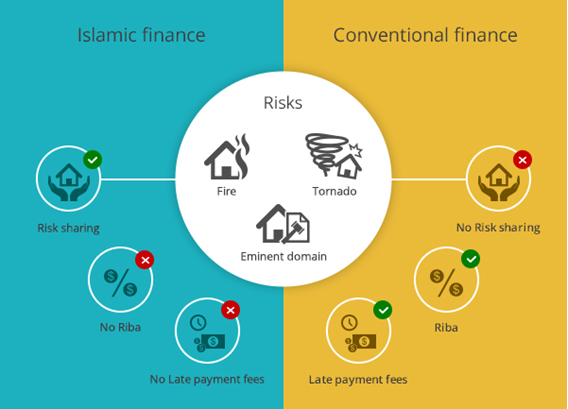 Islamic finance
Conventional finance
Risks
Fire
Tornado
Eminent domain
Risk sharing
No Riba
No Late payment fees
No Risk sharing
Riba
Late payment fees